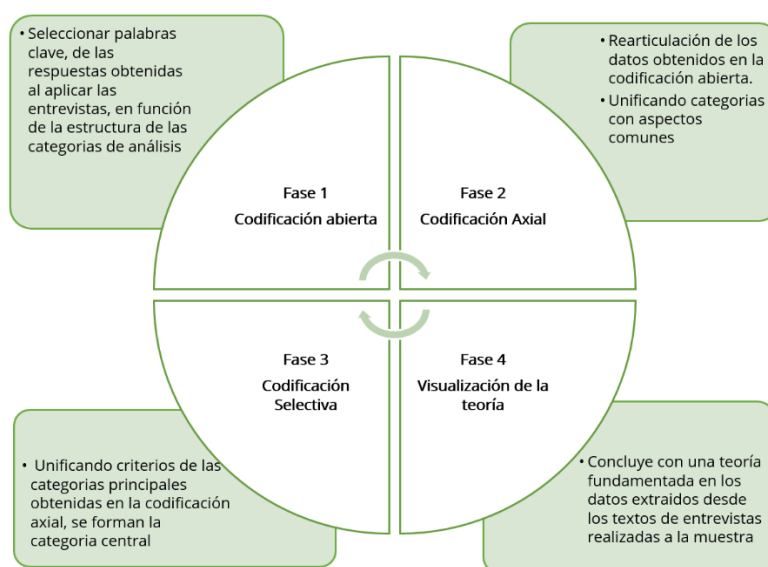 • Seleccionar palabras
clave, de las
respuestas obtenidas
al aplicar las
entrevistas, en función
de la estructura de las
categorías de análisis
• Rearticulación de los
datos obtenidos en la
codificación abierta.
• Unificando categorias
con aspectos
comunes
Fase 1
Codificación abierta
Fase 2
Codificación Axial
Fase 3
Codificación
Selectiva
Fase 4
Visualización de la
teoría
• Unificando criterios de las
categorias principales
obtenidas en la codificación
axial, se forman la
categoria central
• Concluye con una teoría
fundamentada en los
datos extraidos desde
los textos de entrevistas
realizadas a la muestra